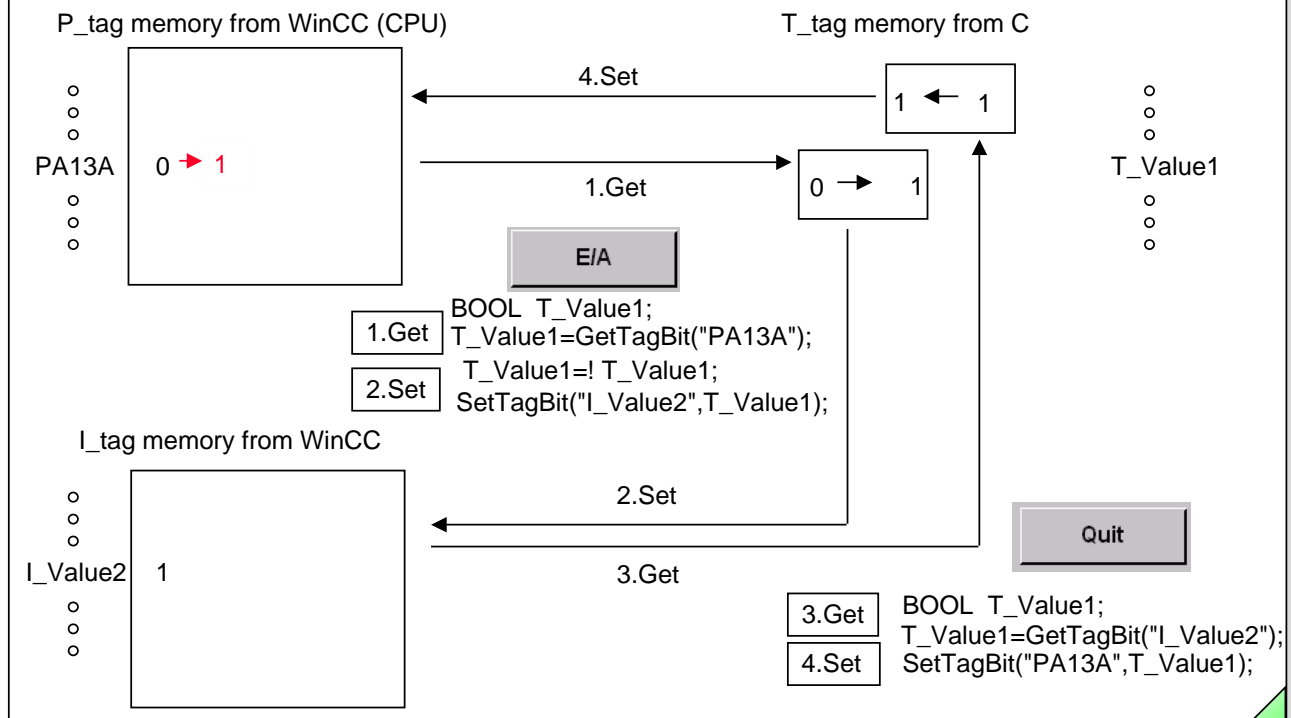 P_tag memory from WinCC (CPU)
T_tag memory from C
4.Set
1 1
PA13A
0 1
T_Value1
1.Get
0 1
E/A
BOOL T_Value1;
1.Get
T_Value1=GetTagBit("PA13A");
T_Value1=! T_Value1;
2.Set
SetTagBit("I_Value2",T_Value1);
I_tag memory from WinCC
2.Set
Quit
I_Value2
1
3.Get
3.Get
BOOL T_Value1;
T_Value1=GetTagBit("I_Value2");
4.Set
SetTagBit("PA13A",T_Value1);